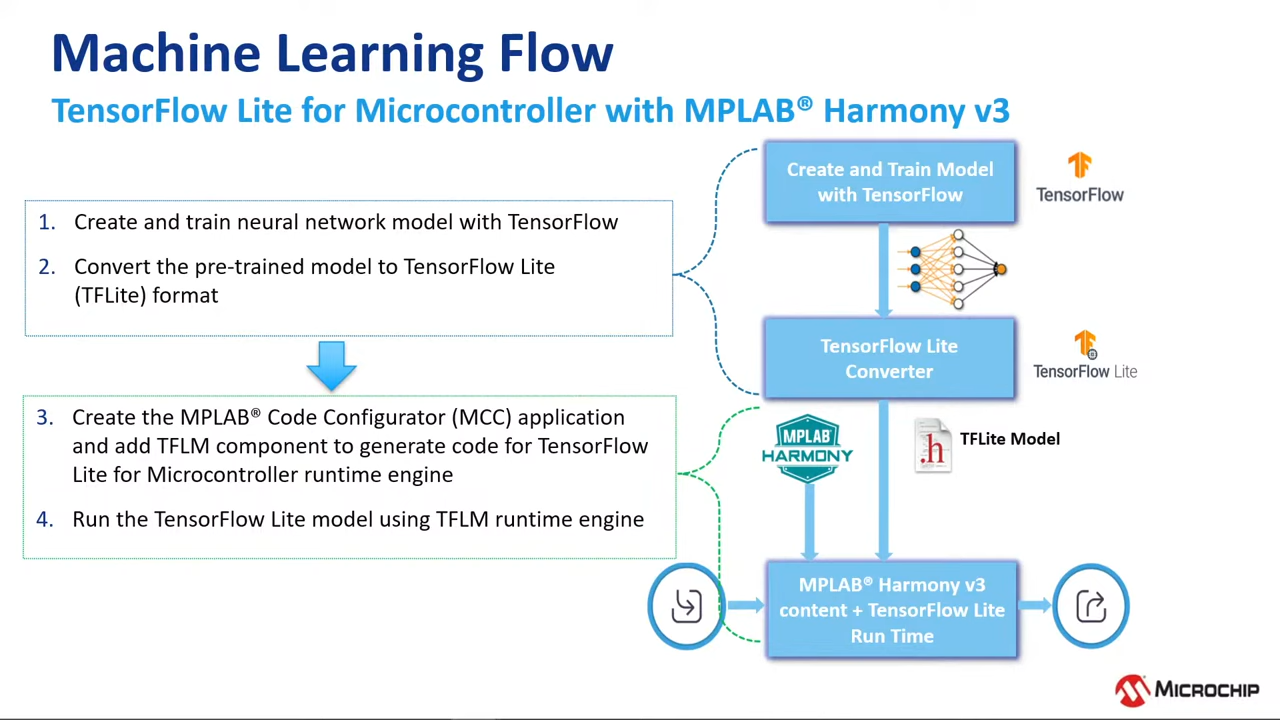 Machine Learning Flow
TensorFlow Lite for Microcontroller with MPLAB® Harmony v3
1. Create and train neural network model with TensorFlow
2. Convert the pre-trained model to TensorFlow Lite
(TFLite) format
3. Create the MPLAB® Code Configurator (MCC) application
and add TFLM component to generate code for TensorFlow
Lite for Microcontroller runtime engine
4. Run the TensorFlow Lite model using TFLM runtime engine
Create and Train Model
with TensorFlow
TensorFlow
TensorFlow Lite
Converter
TensorFlow Lite
MPLAB
HARMONY
.h
TFLite Model
MPLAB® Harmony v3
content + TensorFlow Lite
Run Time
MICROCHIP